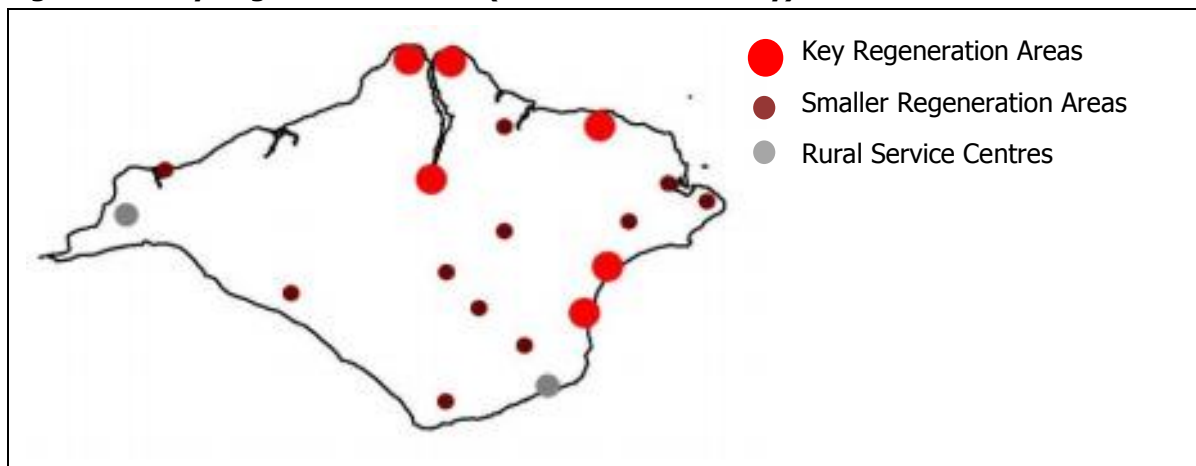 Key Regeneration Areas
Smaller Regeneration Areas
Rural Service Centres